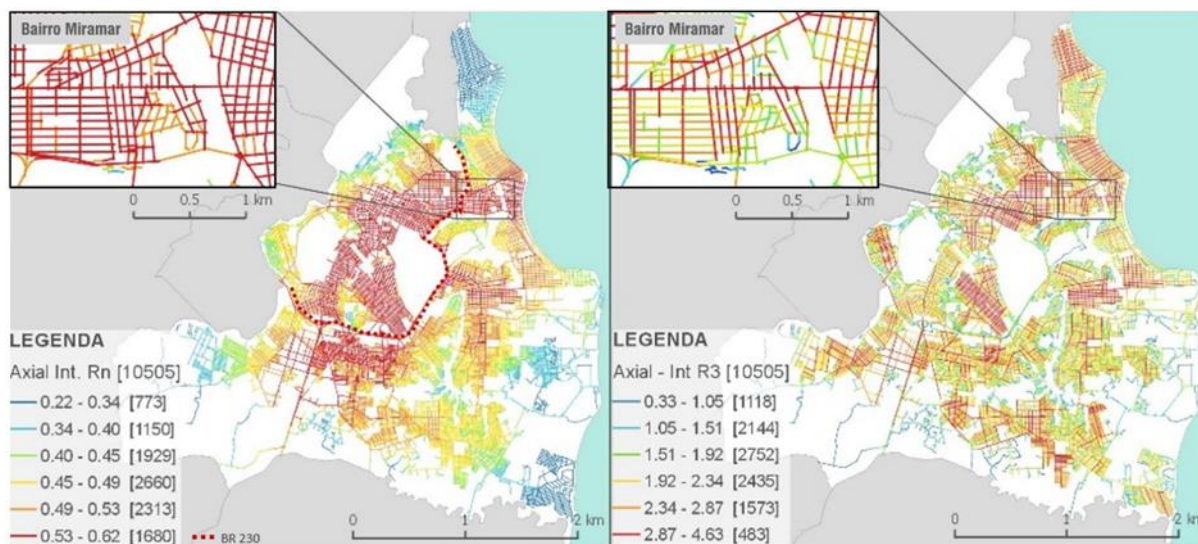 Bairro Miramar
0 0.5 1 km
LEGENDA
Axial Int. Rn [10505]
0.22 - 0.34 [773]
0.34 - 0.40 [1150]
0.40 - 0.45 [1929]
0.45 - 0.49 [2660]
0.49 - 0.53 [2313]
0.53 - 0.62 [1680]
BR 230
0 1 2 km
Bairro Miramar
0 0.5 1 km
LEGENDA
Axial - Int R3 [10505]
0.33 - 1.05 [1118]
1.05 - 1.51 [2144]
1.51 - 1.92 [2752]
1.92 - 2.34 [2435]
2.34 - 2.87 [1573]
2.87 - 4.63 [483]
0 1 2 km